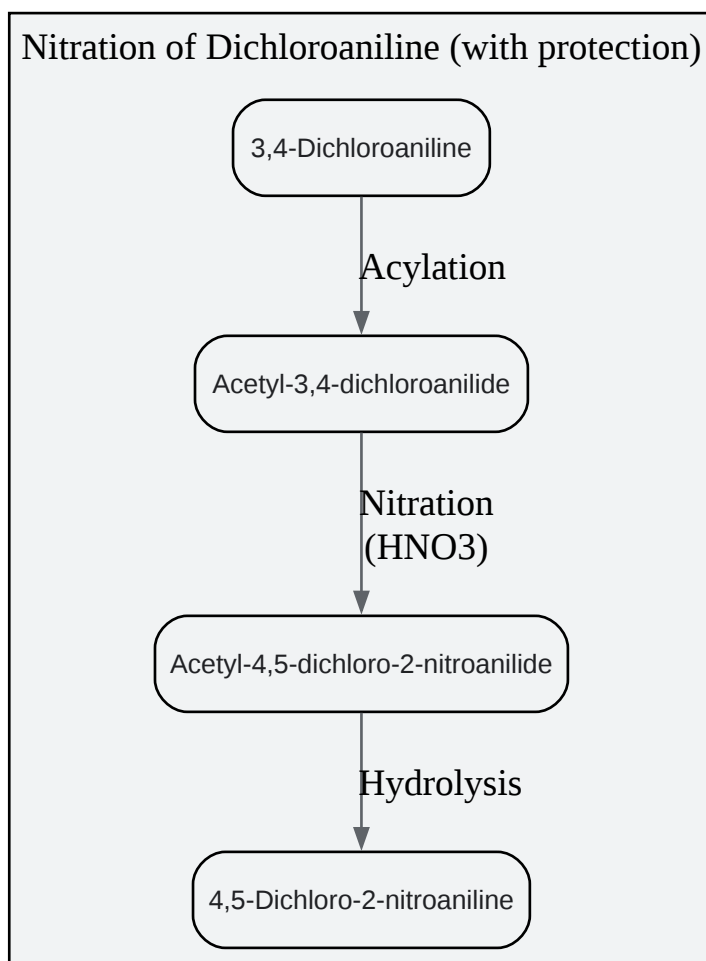 Nitration of Dichloroaniline (with protection)
3,4-Dichloroaniline
Acylation
Acetyl-3,4-dichloroanilide
Nitration
(HNO3)
Acetyl-4,5-dichloro-2-nitroanilide
Hydrolysis
4,5-Dichloro-2-nitroaniline